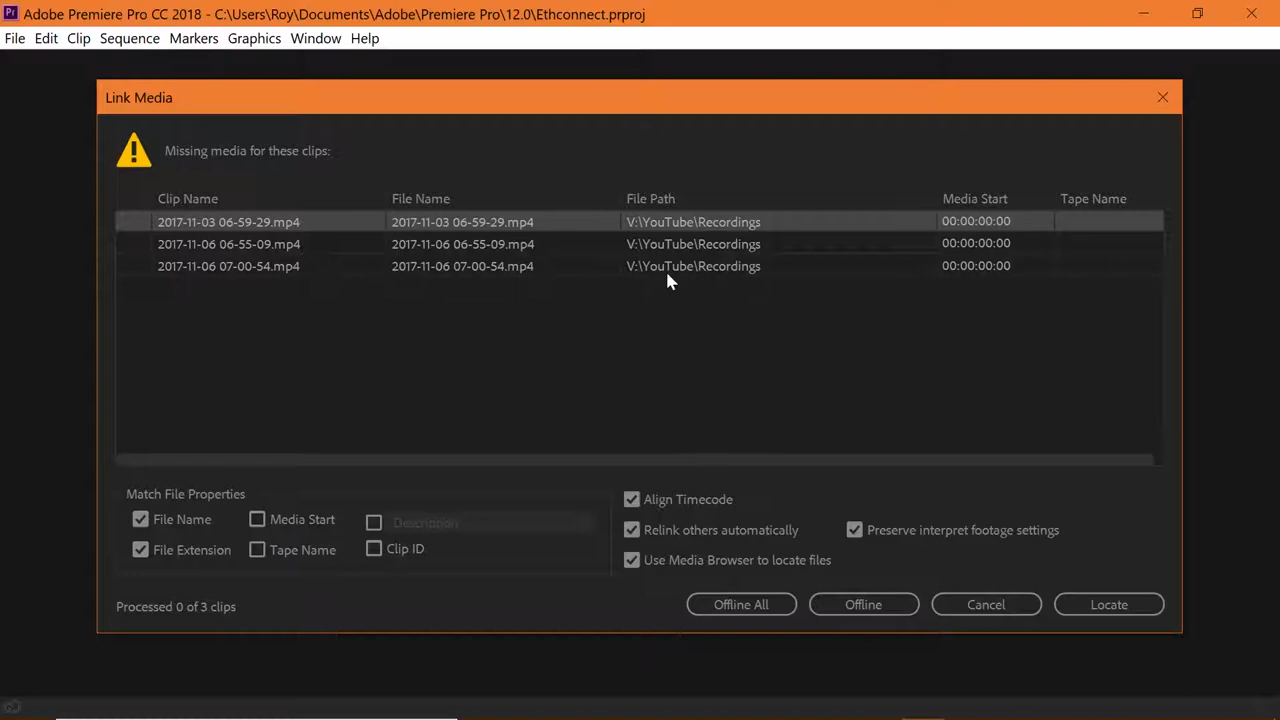 Adobe Premiere Pro CC 2018 - C:\Users\Roy\Documents\Adobe\Premiere Pro\12.0\Ethconnect.prproj
File Edit Clip Sequence Markers Graphics Window Help
Link Media
Missing media for these clips:
Clip Name File Name File Path Media Start Tape Name
2017-11-03 06-59-29.mp4 2017-11-03 06-59-29.mp4 V:\YouTube\Recordings 00:00:00:00
2017-11-06 06-55-09.mp4 2017-11-06 06-55-09.mp4 V:\YouTube\Recordings 00:00:00:00
2017-11-06 07-00-54.mp4 2017-11-06 07-00-54.mp4 V:\YouTube\Recordings 00:00:00:00
Match File Properties
File Name Media Start Description
File Extension Tape Name Clip ID
Align Timecode
Relink others automatically Preserve interpret footage settings
Use Media Browser to locate files
Processed 0 of 3 clips
Offline All Offline Cancel Locate